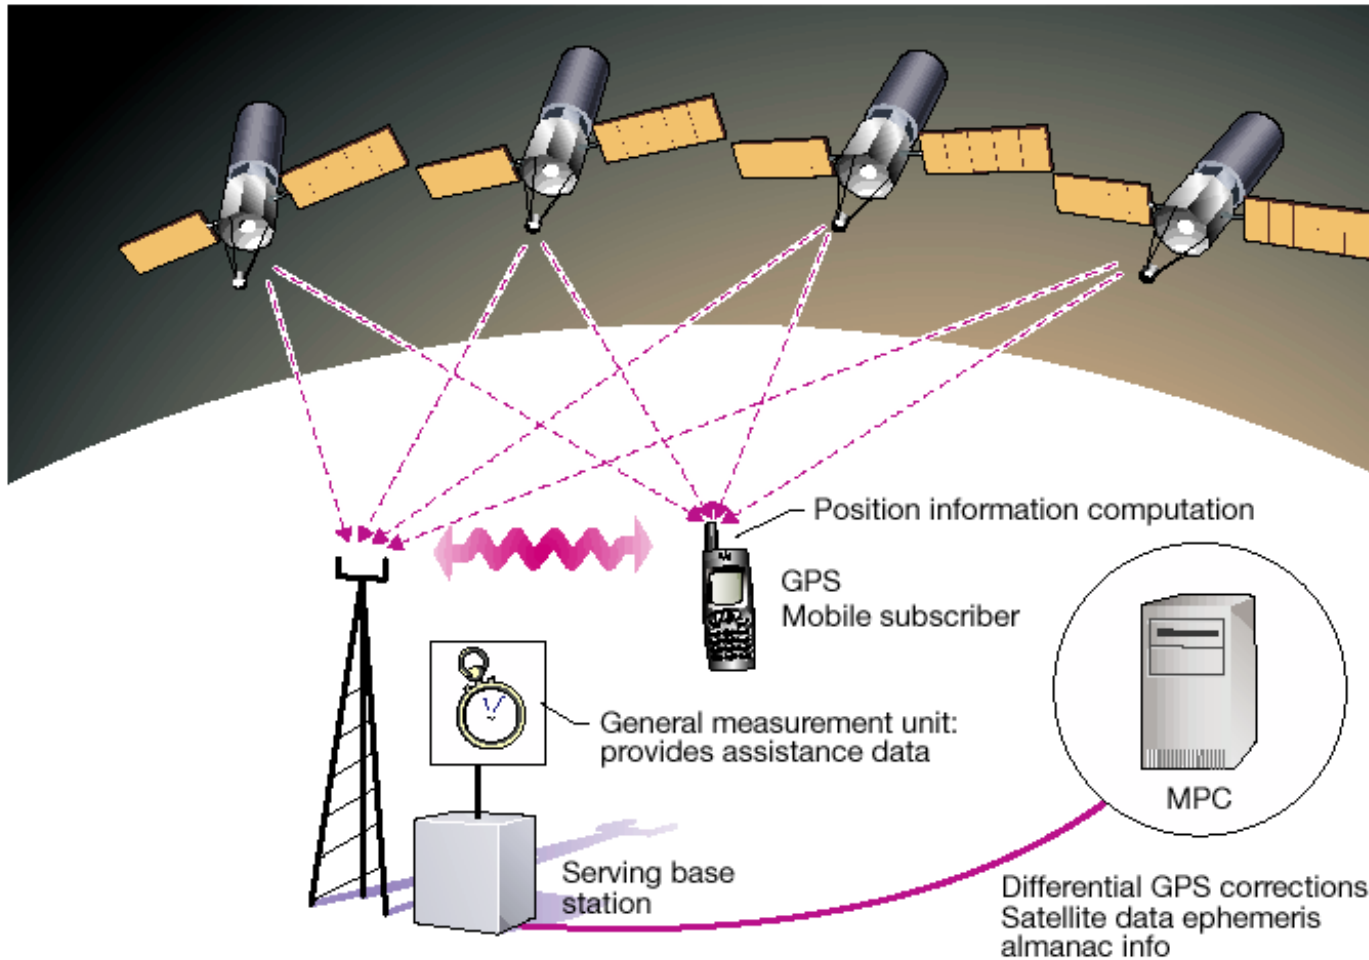 Position information computation
GPS
Mobile subscriber
General measurement unit:
provides assistance data
MPC
Serving base
station
Differential GPS corrections
Satellite data ephemeris
almanac info